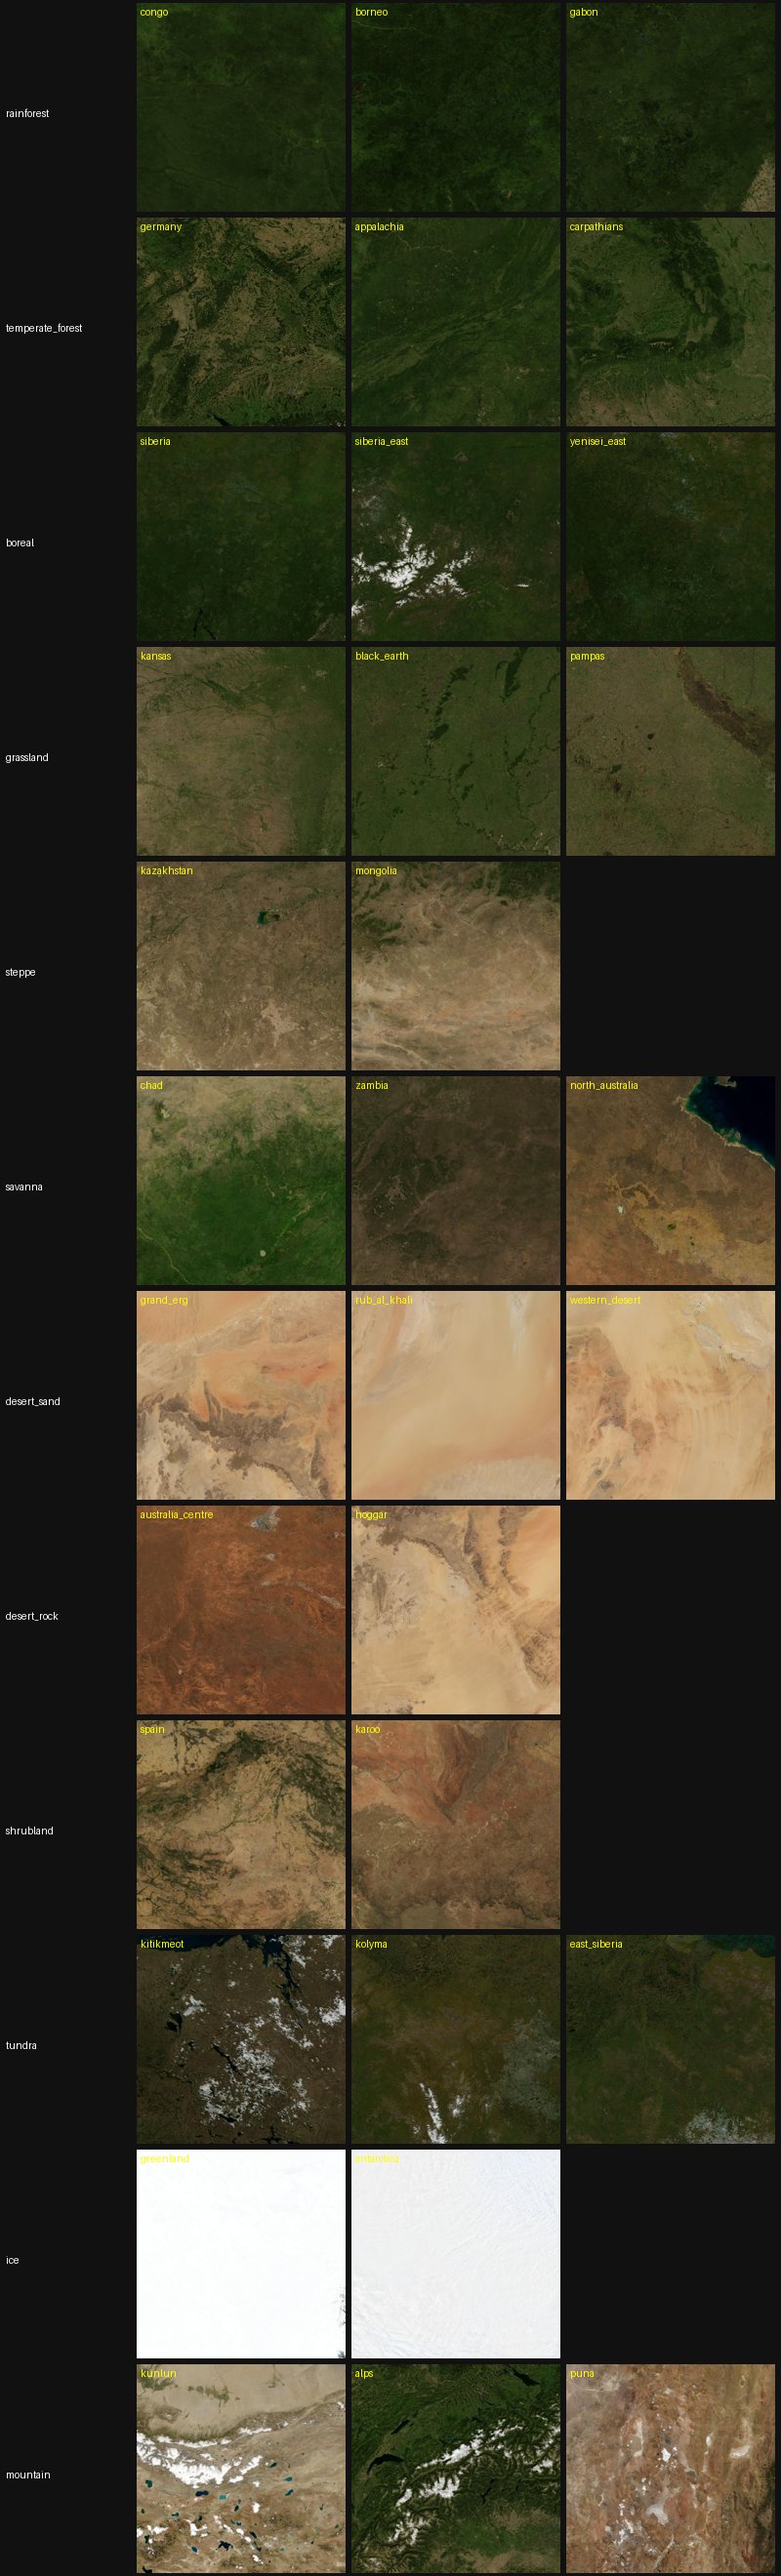 congo borneo gabon
rainforest
germany appalachia carpathians
temperate_forest
siberia siberia_east yenisei_east
boreal
kansas black_earth pampas
grassland
kazakhstan mongolia
steppe
chad zambia north_australia
savanna
grand_erg rub_al_khali western_desert
desert_sand
australia_centre hoggar
desert_rock
spain karoo
shrubland
kitikmeot kolyma east_siberia
tundra
greenland antarctica
ice
kunlun alps puna
mountain